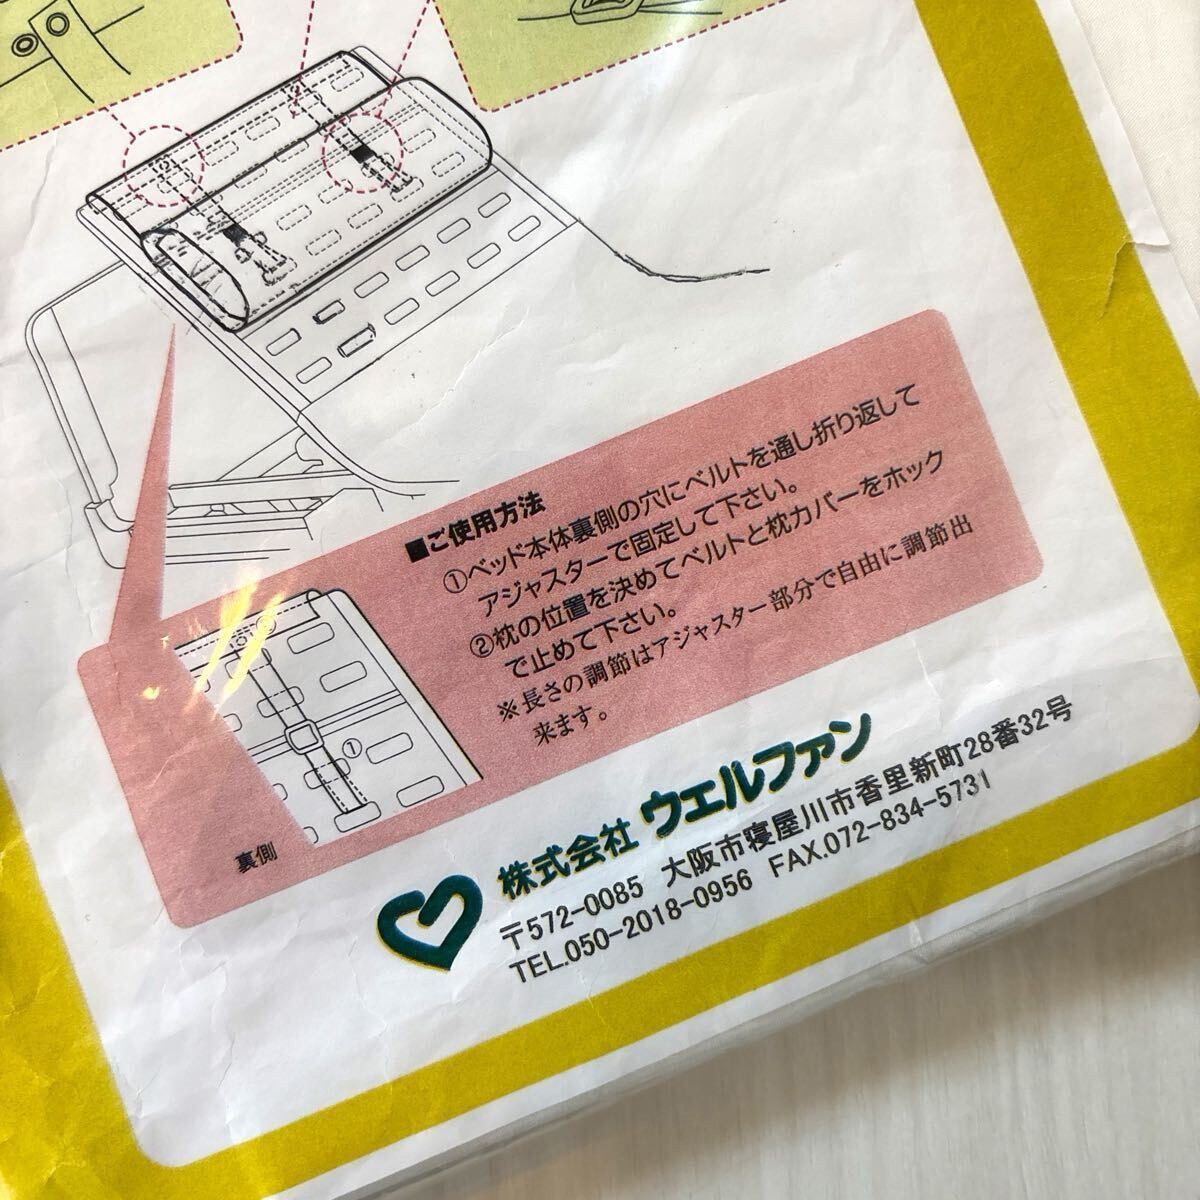 ■ご使用方法
①ベッド本体裏側の穴にベルトを通し折り返して
アジャスターで固定して下さい。
②枕の位置を決めてベルトと枕カバーをホック
で止めて下さい。
※長さの調節はアジャスター部分で自由に調節出
来ます。
①
裏側
株式会社 ウェルファン
〒572-0085 大阪市寝屋川市香里新町28番32号
TEL.050-2018-0956 FAX.072-834-5731